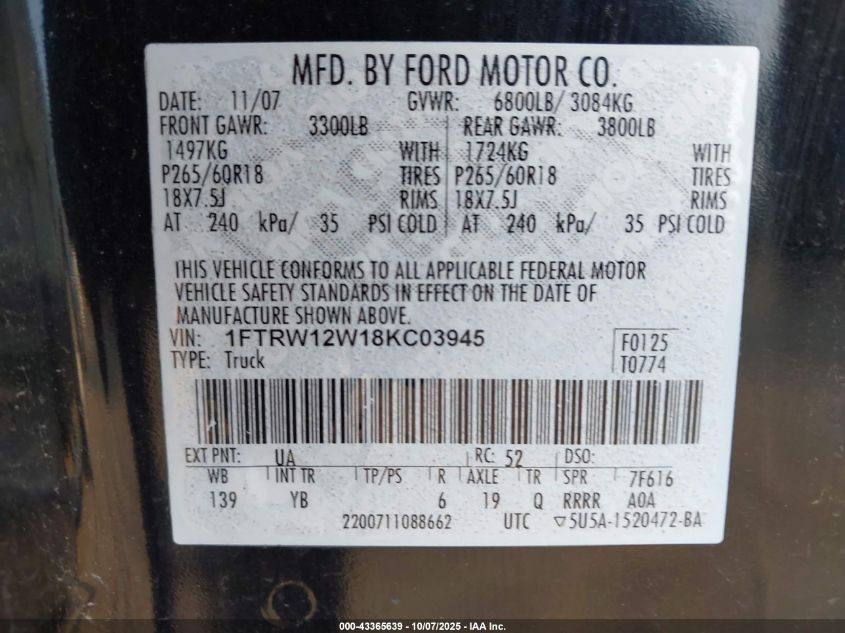 MFD. BY FORD MOTOR CO.
DATE: 11/07 GVWR: 6800LB/ 3084KG
FRONT GAWR: 3300LB REAR GAWR: 3800LB
1497KG WITH 1724KG WITH
P265/60R18 TIRES P265/60R18 TIRES
18X7.5J RIMS 18X7.5J RIMS
AT 240 kPa/ 35 PSI COLD AT 240 kPa/ 35 PSI COLD
THIS VEHICLE CONFORMS TO ALL APPLICABLE FEDERAL MOTOR
VEHICLE SAFETY STANDARDS IN EFFECT ON THE DATE OF
MANUFACTURE SHOWN ABOVE.
VIN: 1FTRW12W18KC03945 F0125
TYPE: Truck T0774
EXT PNT: UA RC: 52 DSO:
WB INT TR TP/PS R AXLE TR SPR 7F616
139 YB 6 19 Q RRRR A0A
2200711088662 UTC ▽5U5A-1520472-BA
000-43365639 - 10/07/2025 - IAA Inc.